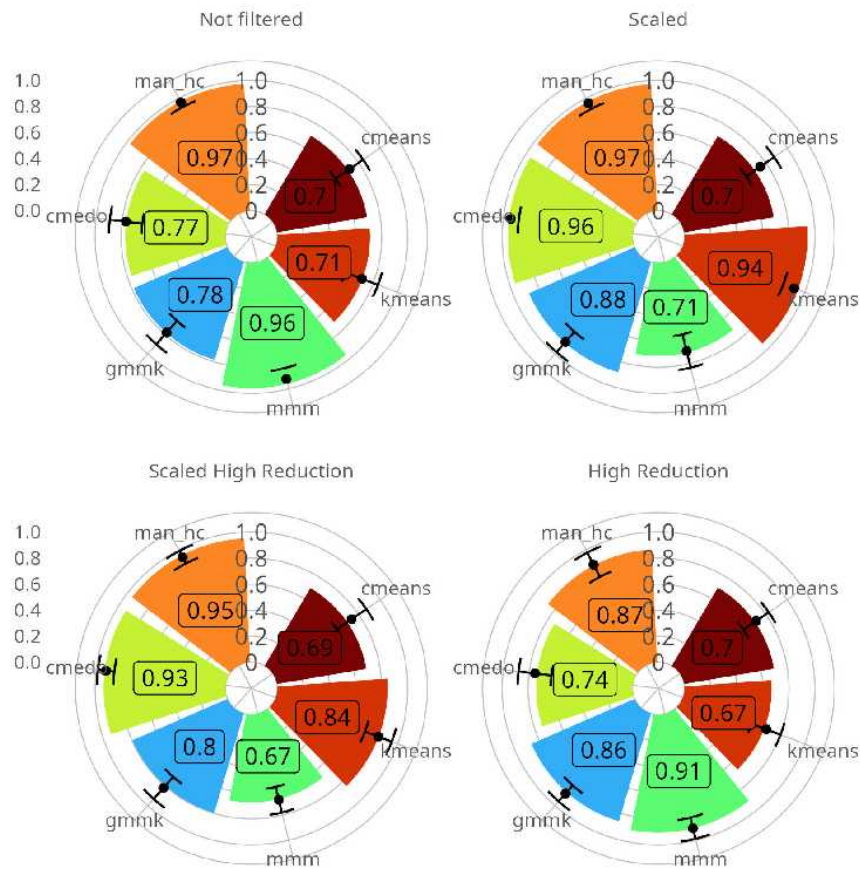 Not filtered
Scaled
1.0
0.8
0.6
0.4
0.2
0.0
man_hc
1.0
0.8
0.6
0.4
0.2
0
cmeans
0.97
0.7
cmedo
0.77
0.71
kmeans
0.78
0.96
gmmk
mmm
man_hc
1.0
0.8
0.6
0.4
0.2
0
cmeans
0.97
0.7
cmedo
0.96
0.94
kmeans
0.88
0.71
gmmk
mmm
Scaled High Reduction
High Reduction
1.0
0.8
0.6
0.4
0.2
0.0
man_hc
1.0
0.8
0.6
0.4
0.2
0
cmeans
0.95
0.69
cmedo
0.93
0.84
kmeans
0.8
0.67
gmmk
mmm
man_hc
1.0
0.8
0.6
0.4
0.2
0
cmeans
0.87
0.7
cmedo
0.74
0.67
kmeans
0.86
0.91
gmmk
mmm